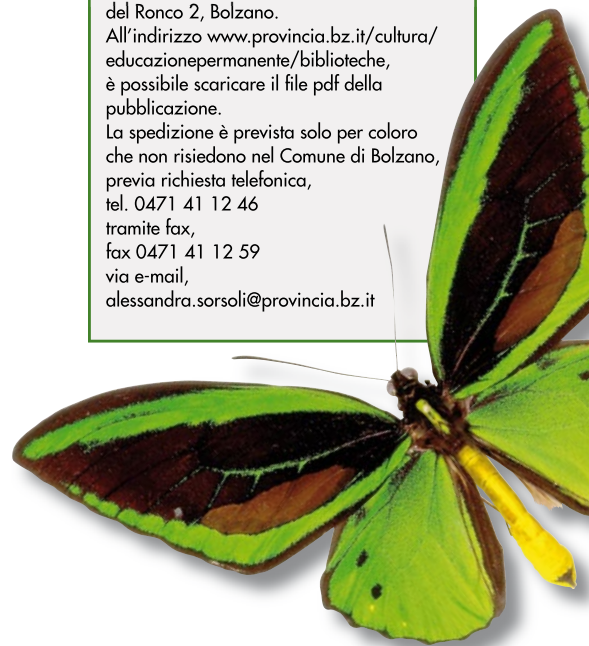 del Ronco 2, Bolzano.
All'indirizzo www.provincia.bz.it/cultura/
educazionepermanente/biblioteche,
è possibile scaricare il file pdf della
pubblicazione.
La spedizione è prevista solo per coloro
che non risiedono nel Comune di Bolzano,
previa richiesta telefonica,
tel. 0471 41 12 46
tramite fax,
fax 0471 41 12 59
via e-mail,
alessandra.sorsoli@provincia.bz.it